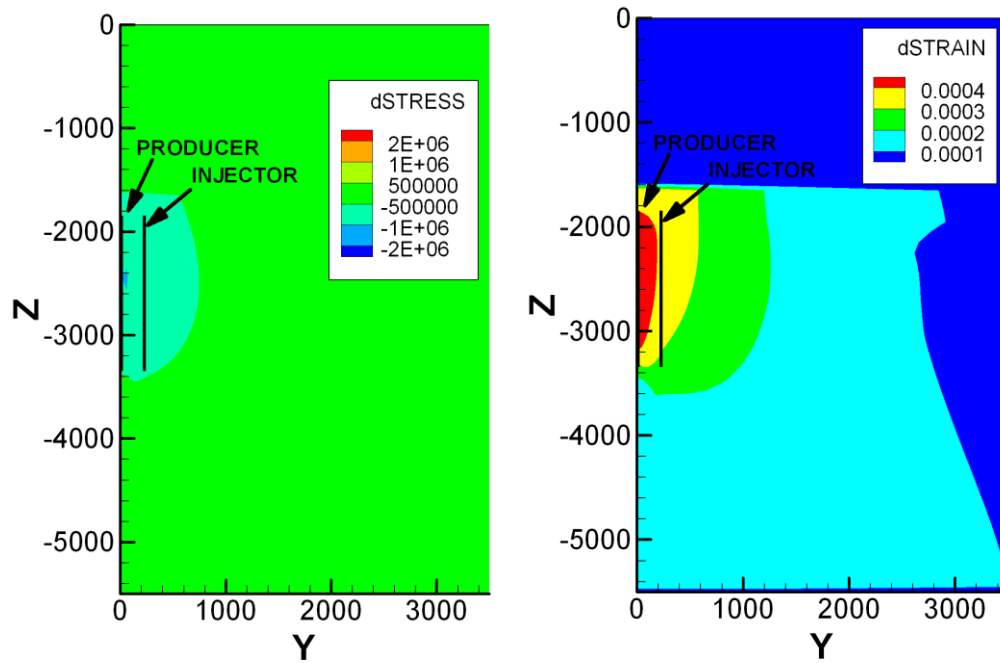 0
-1000
-2000
-3000
-4000
-5000
Z
0
1000
2000
3000
Y
PRODUCER
INJECTOR
dSTRESS
2E+06
1E+06
500000
-500000
-1E+06
-2E+06
0
-1000
-2000
-3000
-4000
-5000
Z
0
1000
2000
3000
Y
PRODUCER
INJECTOR
dSTRAIN
0.0004
0.0003
0.0002
0.0001